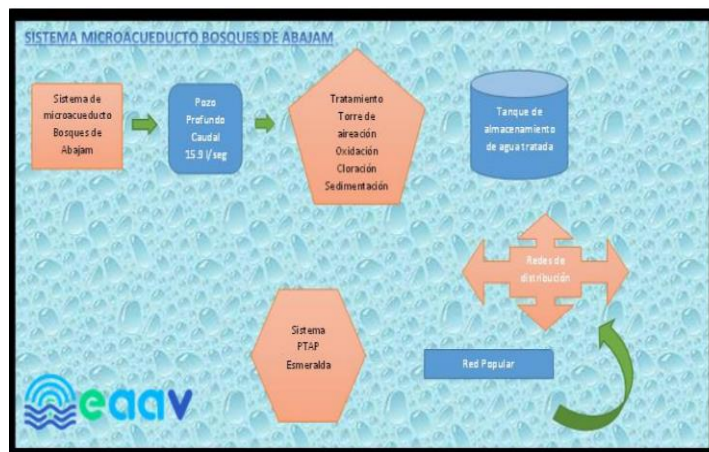 SISTEMA MICROACUEDUCTO BOSQUES DE ABAJAM
Sistema de
microacueducto
Bosques de
Abajam
Pozo
Profundo
Caudal
15.9 l/seg
Tratamiento
Torre de
aireación
Oxidación
Cloración
Sedimentación
Tanque de
almacenamiento
de agua tratada
Redes de
distribución
Sistema
PTAP
Esmeralda
Red Popular
eaav